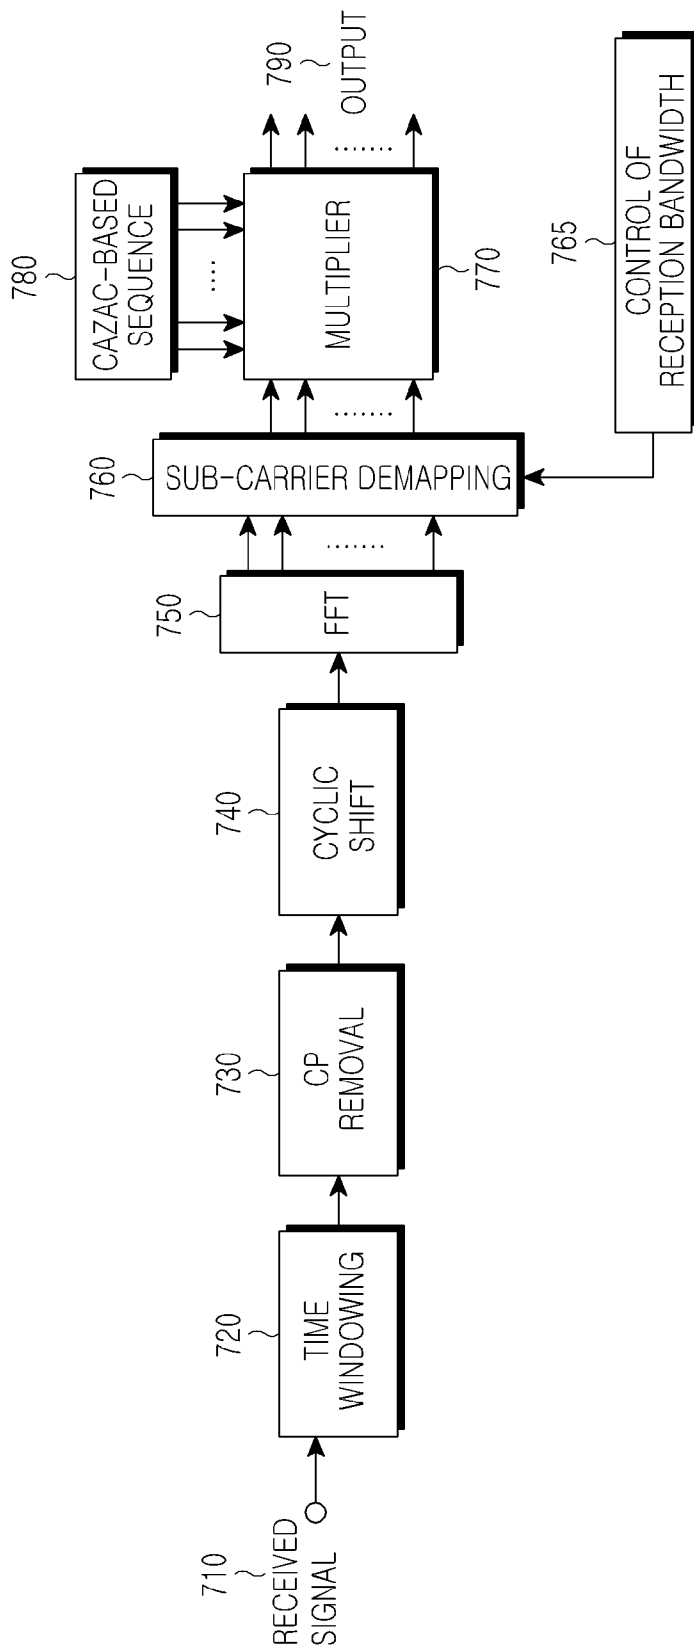 710
RECEIVED
SIGNAL
720
TIME
WINDOWING
730
CP
REMOVAL
740
CYCLIC
SHIFT
750
FFT
.......
760
SUB-CARRIER DEMAPPING
.......
780
CAZAC-BASED
SEQUENCE
....
MULTIPLIER
770
.......
790
OUTPUT
765
CONTROL OF
RECEPTION BANDWIDTH